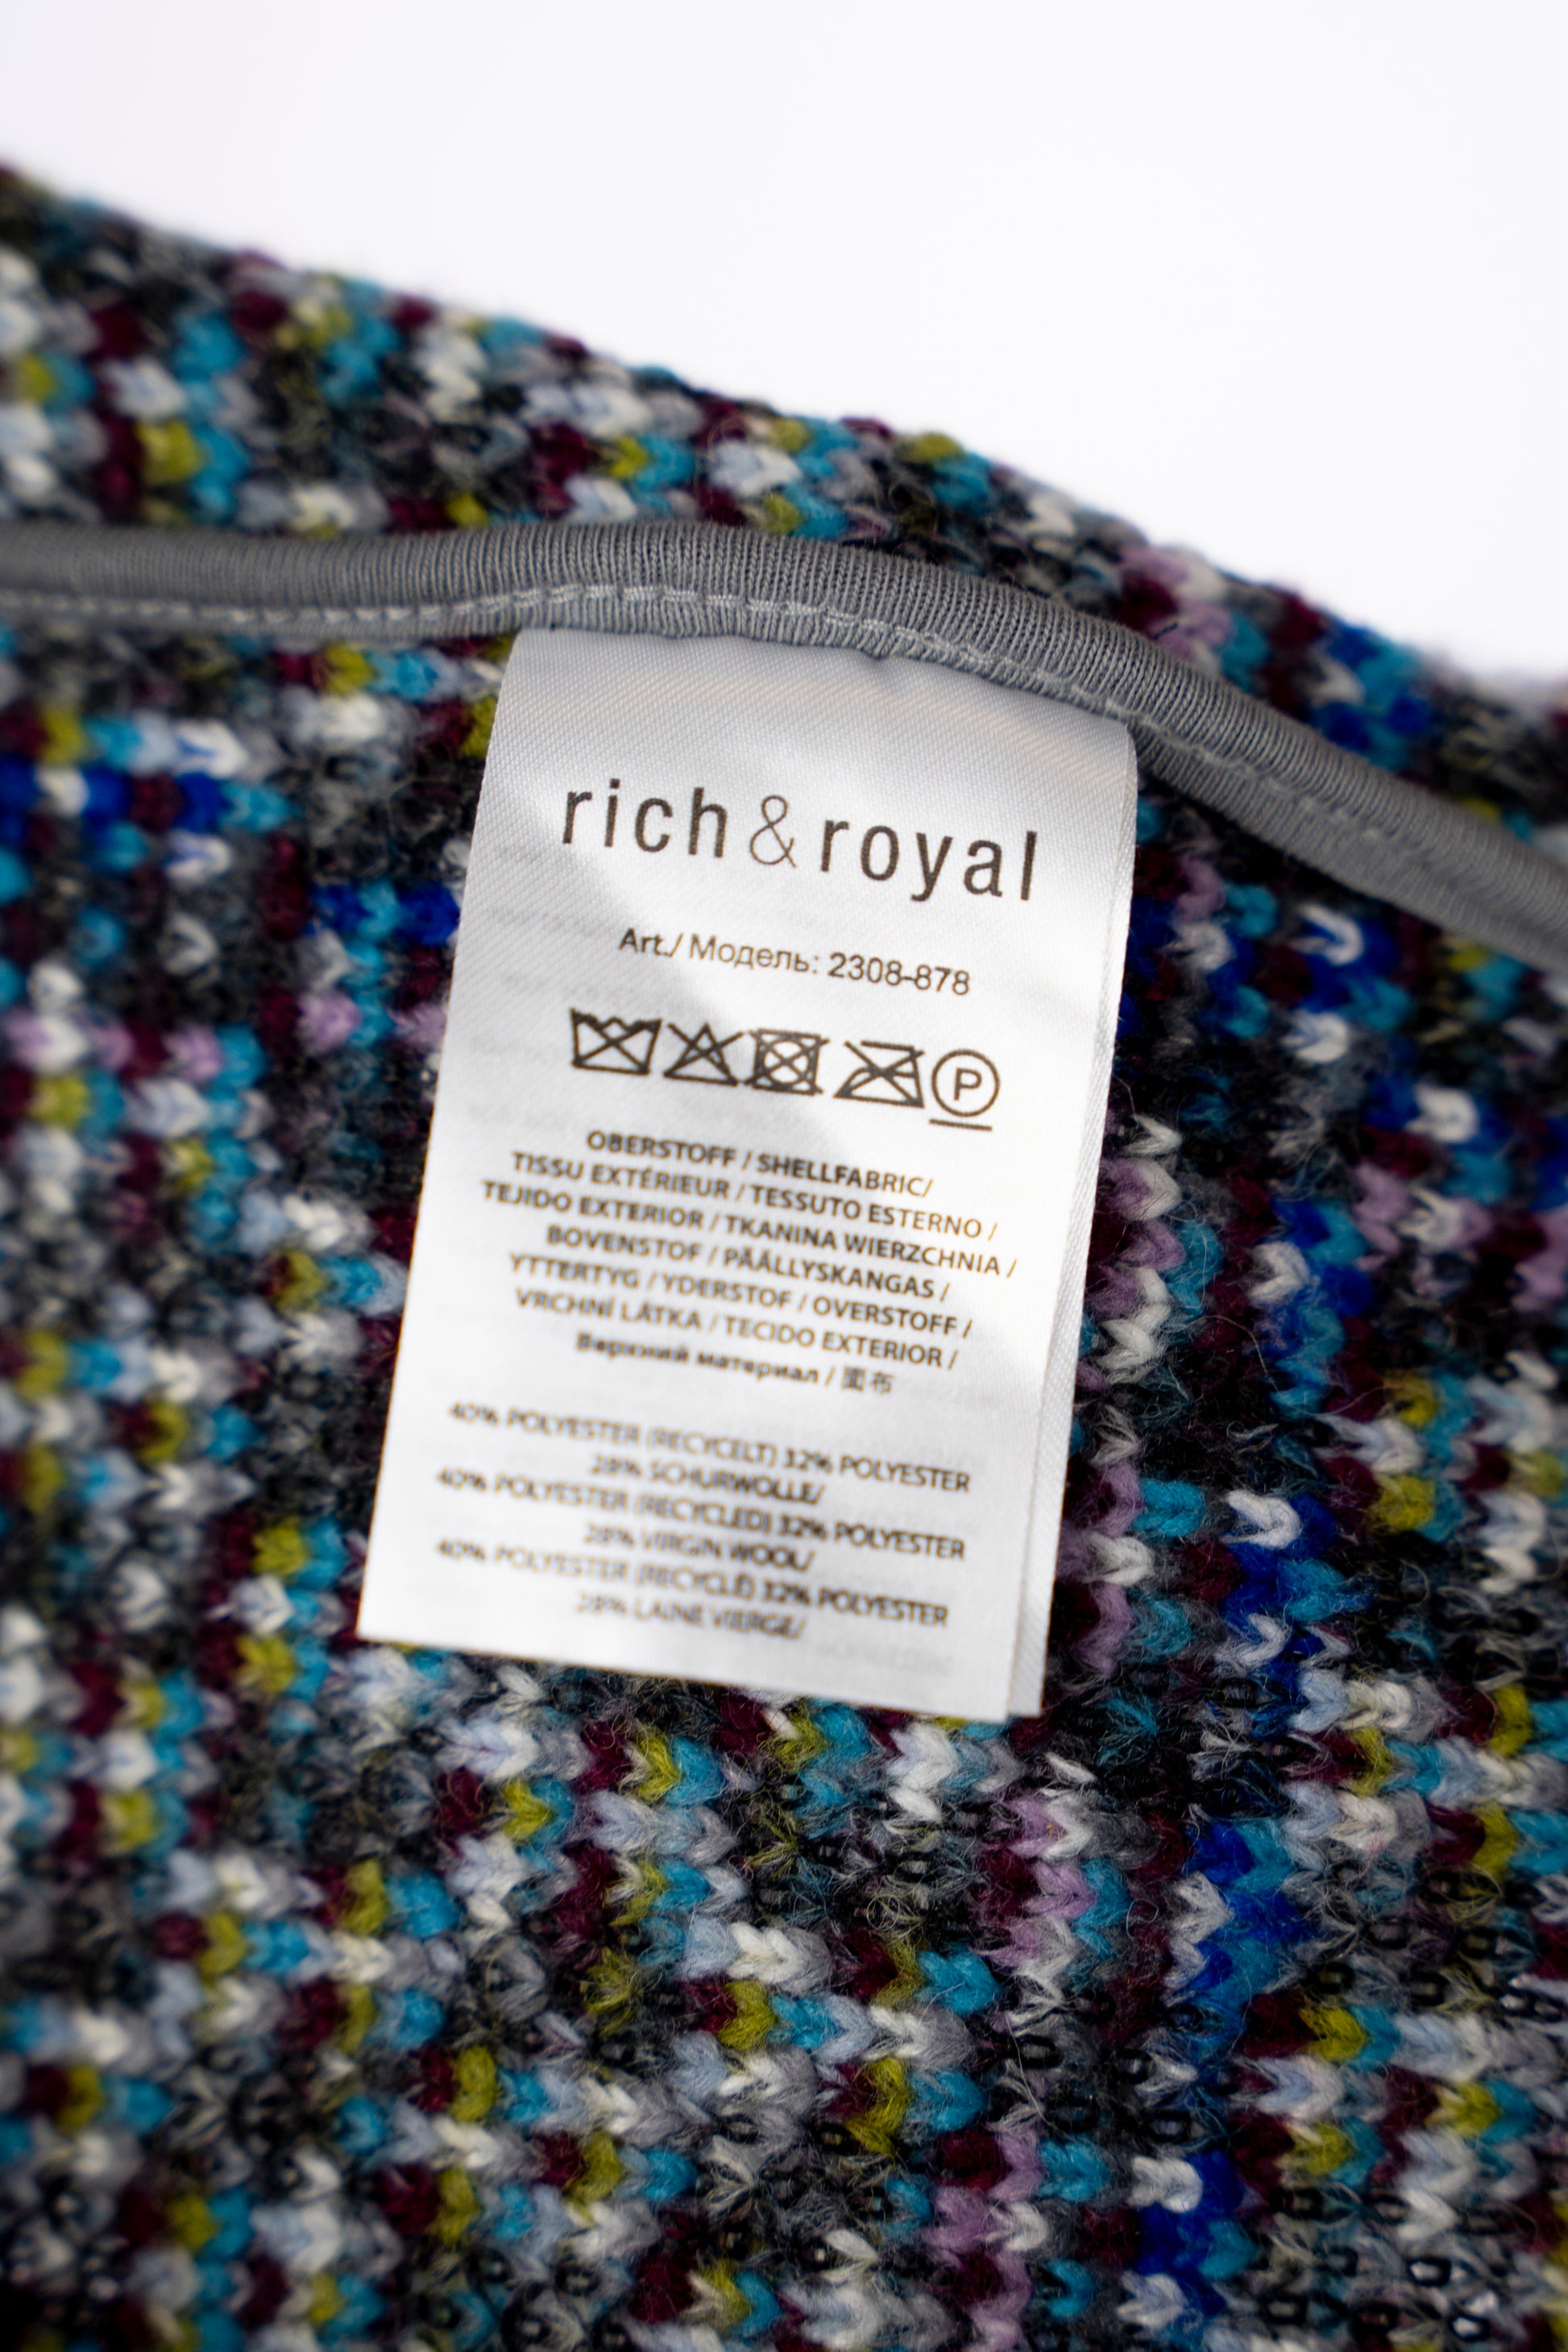 rich&royal
Art./ Модель: 2308-878
P
OBERSTOFF / SHELLFABRIC/
TISSU EXTÉRIEUR / TESSUTO ESTERNO /
TEJIDO EXTERIOR / TKANINA WIERZCHNIA /
BOVENSTOF / PÄÄLLYSKANGAS /
YTTERTYG / YDERSTOF / OVERSTOFF /
VRCHNÍ LÁTKA / TECIDO EXTERIOR /
Верхний материал / 面布
40% POLYESTER (RECYCELT) 32% POLYESTER
28% SCHURWOLLE/
40% POLYESTER (RECYCLED) 32% POLYESTER
28% VIRGIN WOOL/
40% POLYESTER (RECYCLÉ) 32% POLYESTER
28% LAINE VIERGE/